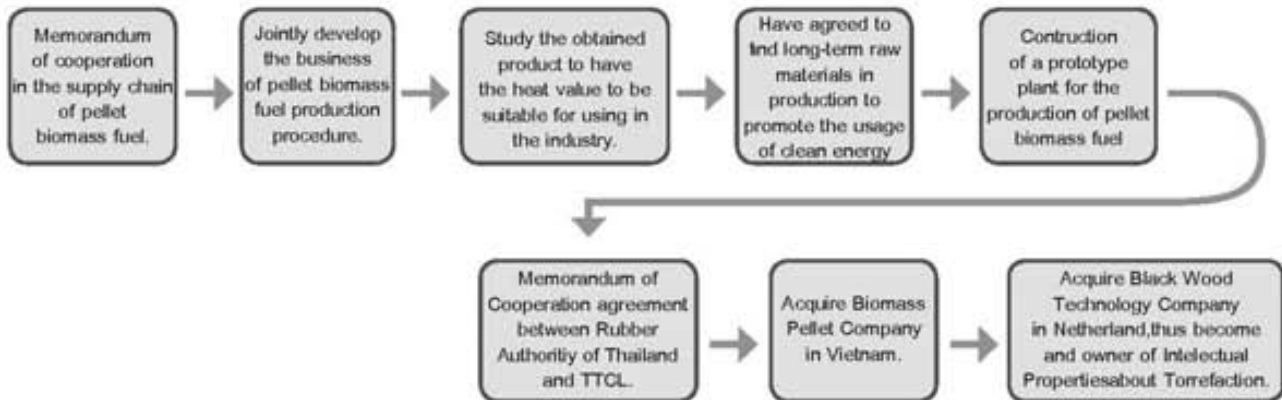 Memorandum
of cooperation
in the supply chain
of pellet
biomass fuel.
Jointly develop
the business
of pellet biomass
fuel production
procedure.
Study the obtained
product to have
the heat value to be
suitable for using in
the industry.
Have agreed to
find long-term raw
materials in
production to
promote the usage
of clean energy
Contruction
of a prototype
plant for the
production of pellet
biomass fuel
Memorandum of
Cooperation agreement
between Rubber
Authoritiy of Thailand
and TTCL.
Acquire Biomass
Pellet Company
in Vietnam.
Acquire Black Wood
Technology Company
in Netherland,thus become
and owner of Intelectual
Propertiesabout Torrefaction.